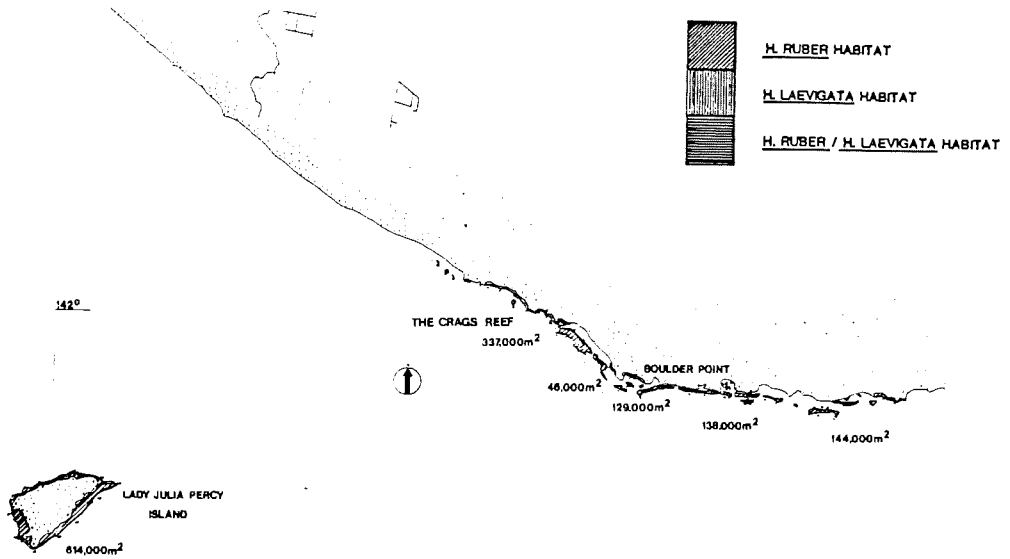 H. RUBER HABITAT
H. LAEVIGATA HABITAT
H. RUBER / H. LAEVIGATA HABITAT
142°
THE CRAGS REEF
337,000m²
BOULDER POINT
46,000m²
129,000m²
138,000m²
144,000m²
LADY JULIA PERCY
ISLAND
614,000m²